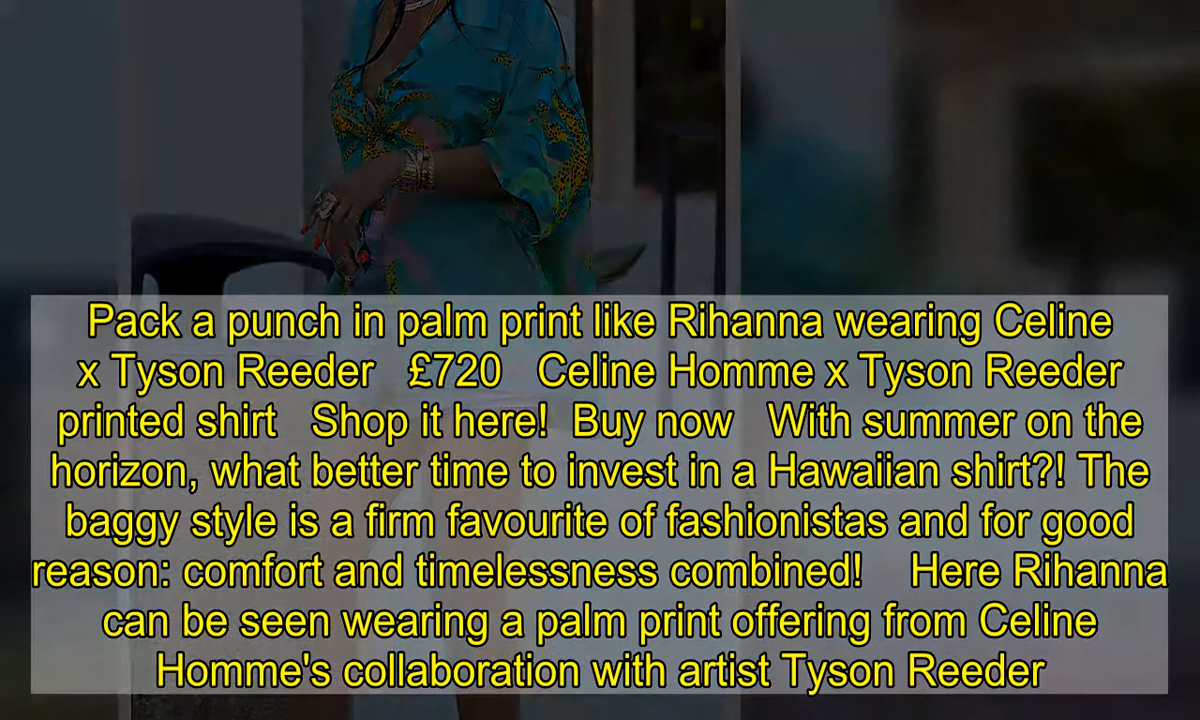 Pack a punch in palm print like Rihanna wearing Celine
x Tyson Reeder £720 Celine Homme x Tyson Reeder
printed shirt Shop it here! Buy now With summer on the
horizon, what better time to invest in a Hawaiian shirt?! The
baggy style is a firm favourite of fashionistas and for good
reason: comfort and timelessness combined! Here Rihanna
can be seen wearing a palm print offering from Celine
Homme's collaboration with artist Tyson Reeder